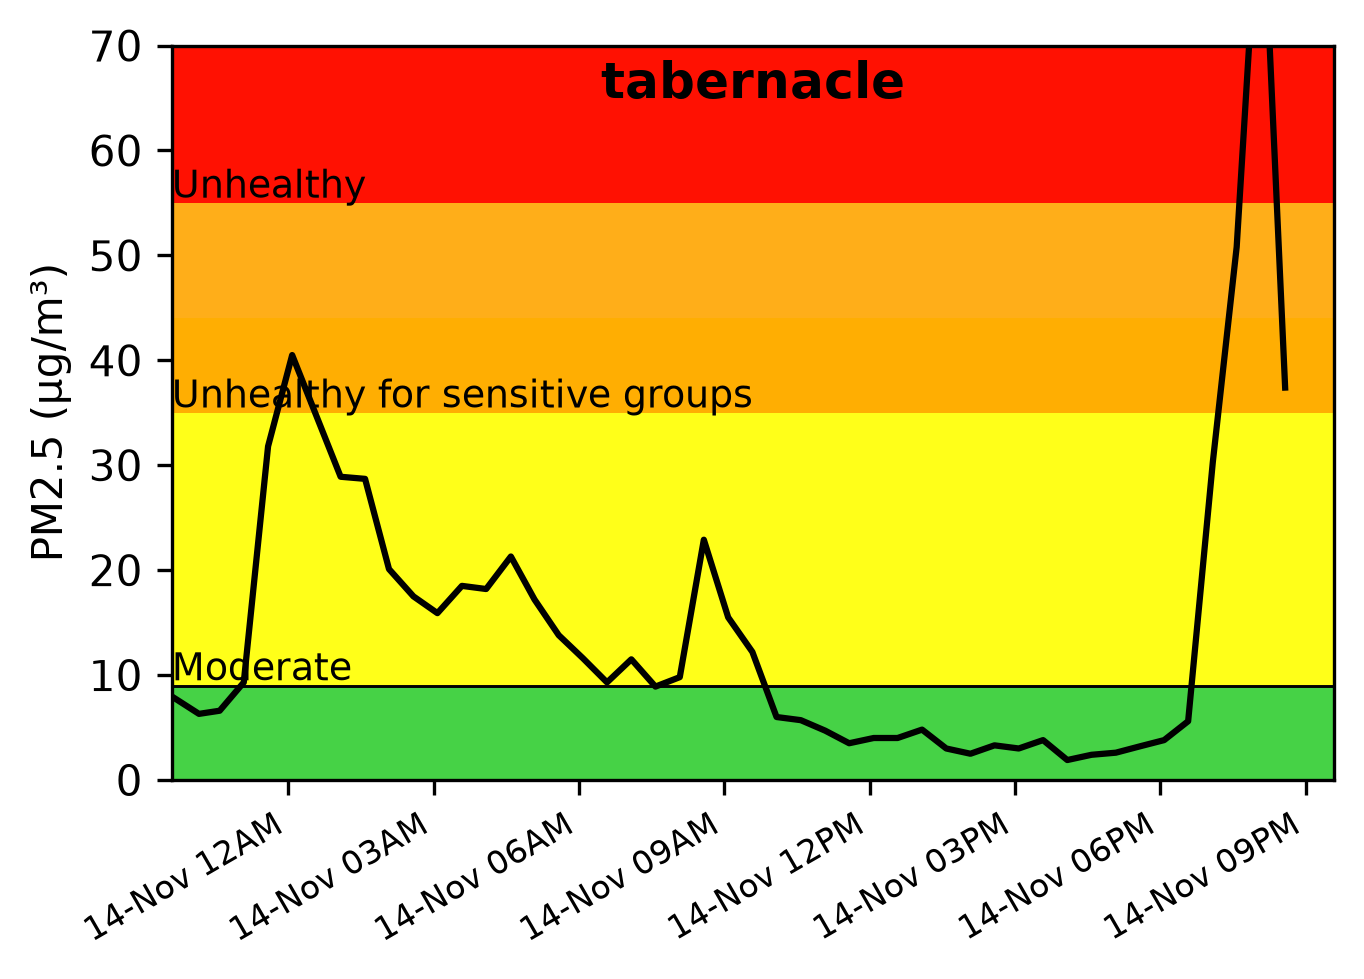 tabernacle
PM2.5 (µg/m³)
70
60
50
40
30
20
10
0
Unhealthy
Unhealthy for sensitive groups
Moderate
14-Nov 12AM
14-Nov 03AM
14-Nov 06AM
14-Nov 09AM
14-Nov 12PM
14-Nov 03PM
14-Nov 06PM
14-Nov 09PM